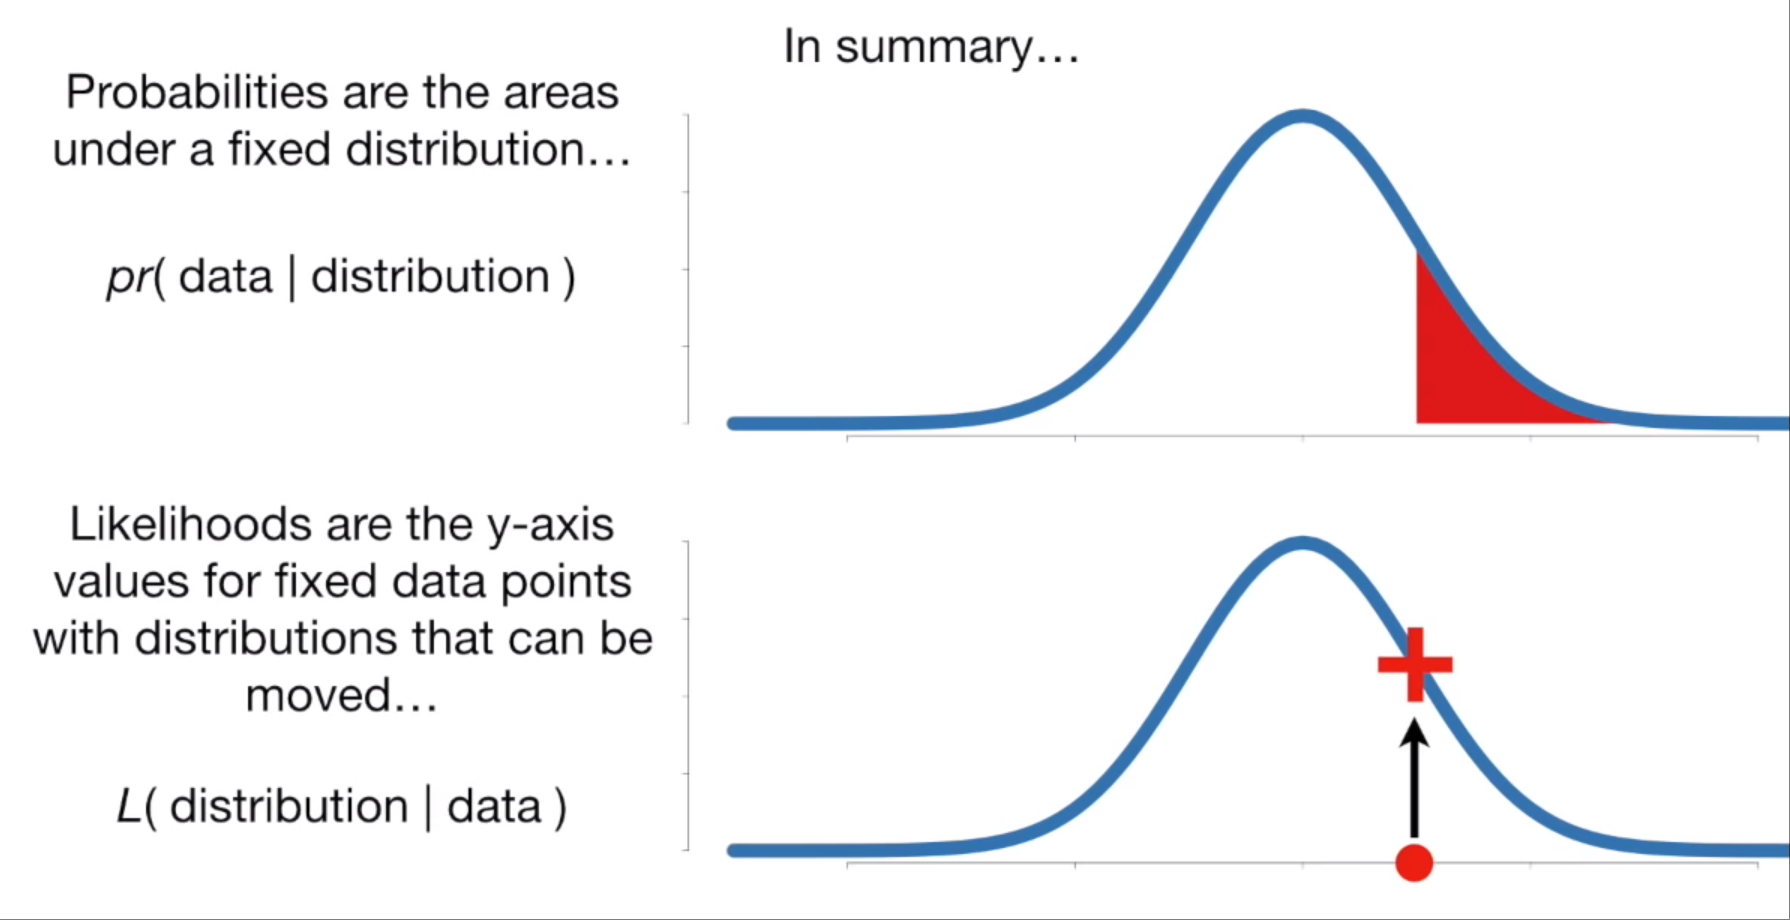 In summary…
Probabilities are the areas
under a fixed distribution…
pr( data | distribution )
Likelihoods are the y-axis
values for fixed data points
with distributions that can be
moved…
L( distribution | data )